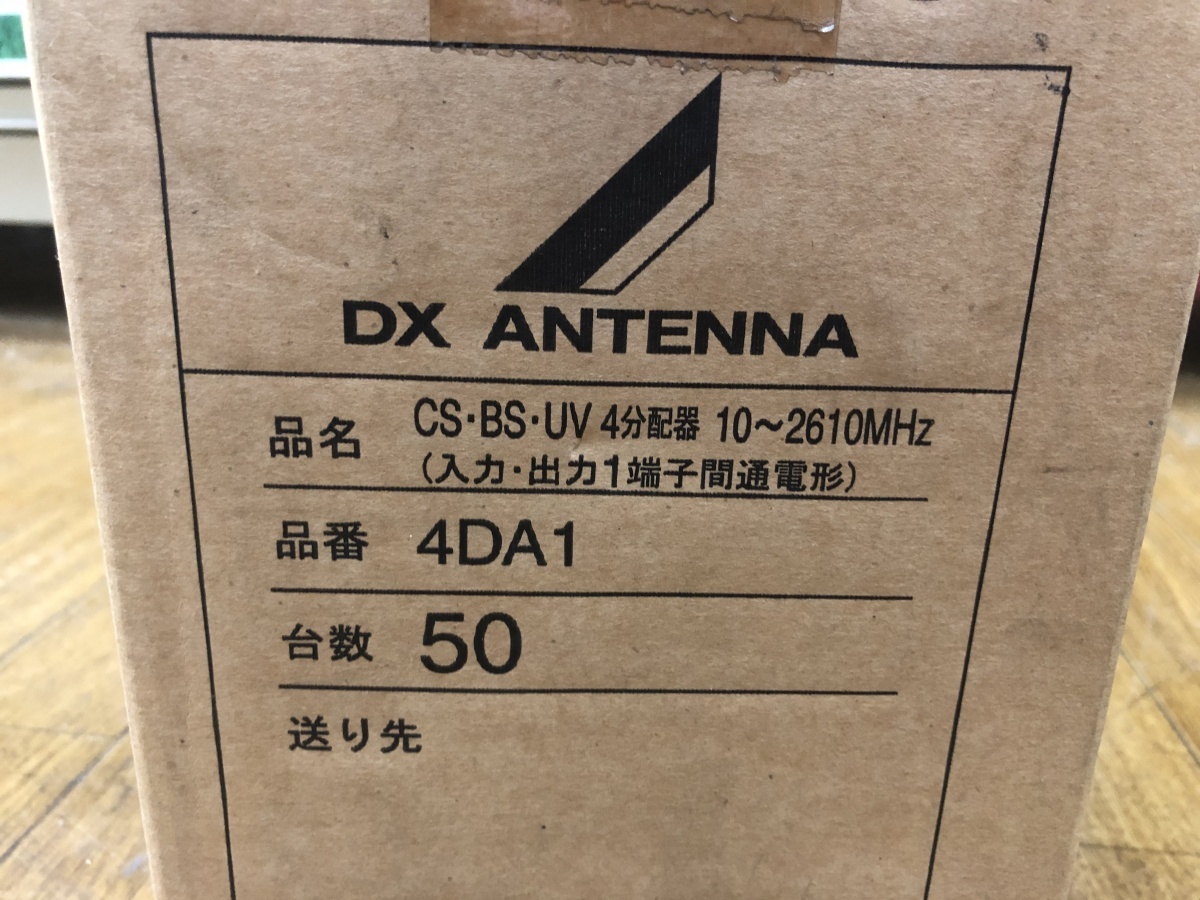 DX ANTENNA
品名 CS・BS・UV 4分配器 10〜2610MHz
(入力・出力1端子間通電形)
品番 4DA1
台数 50
送り先